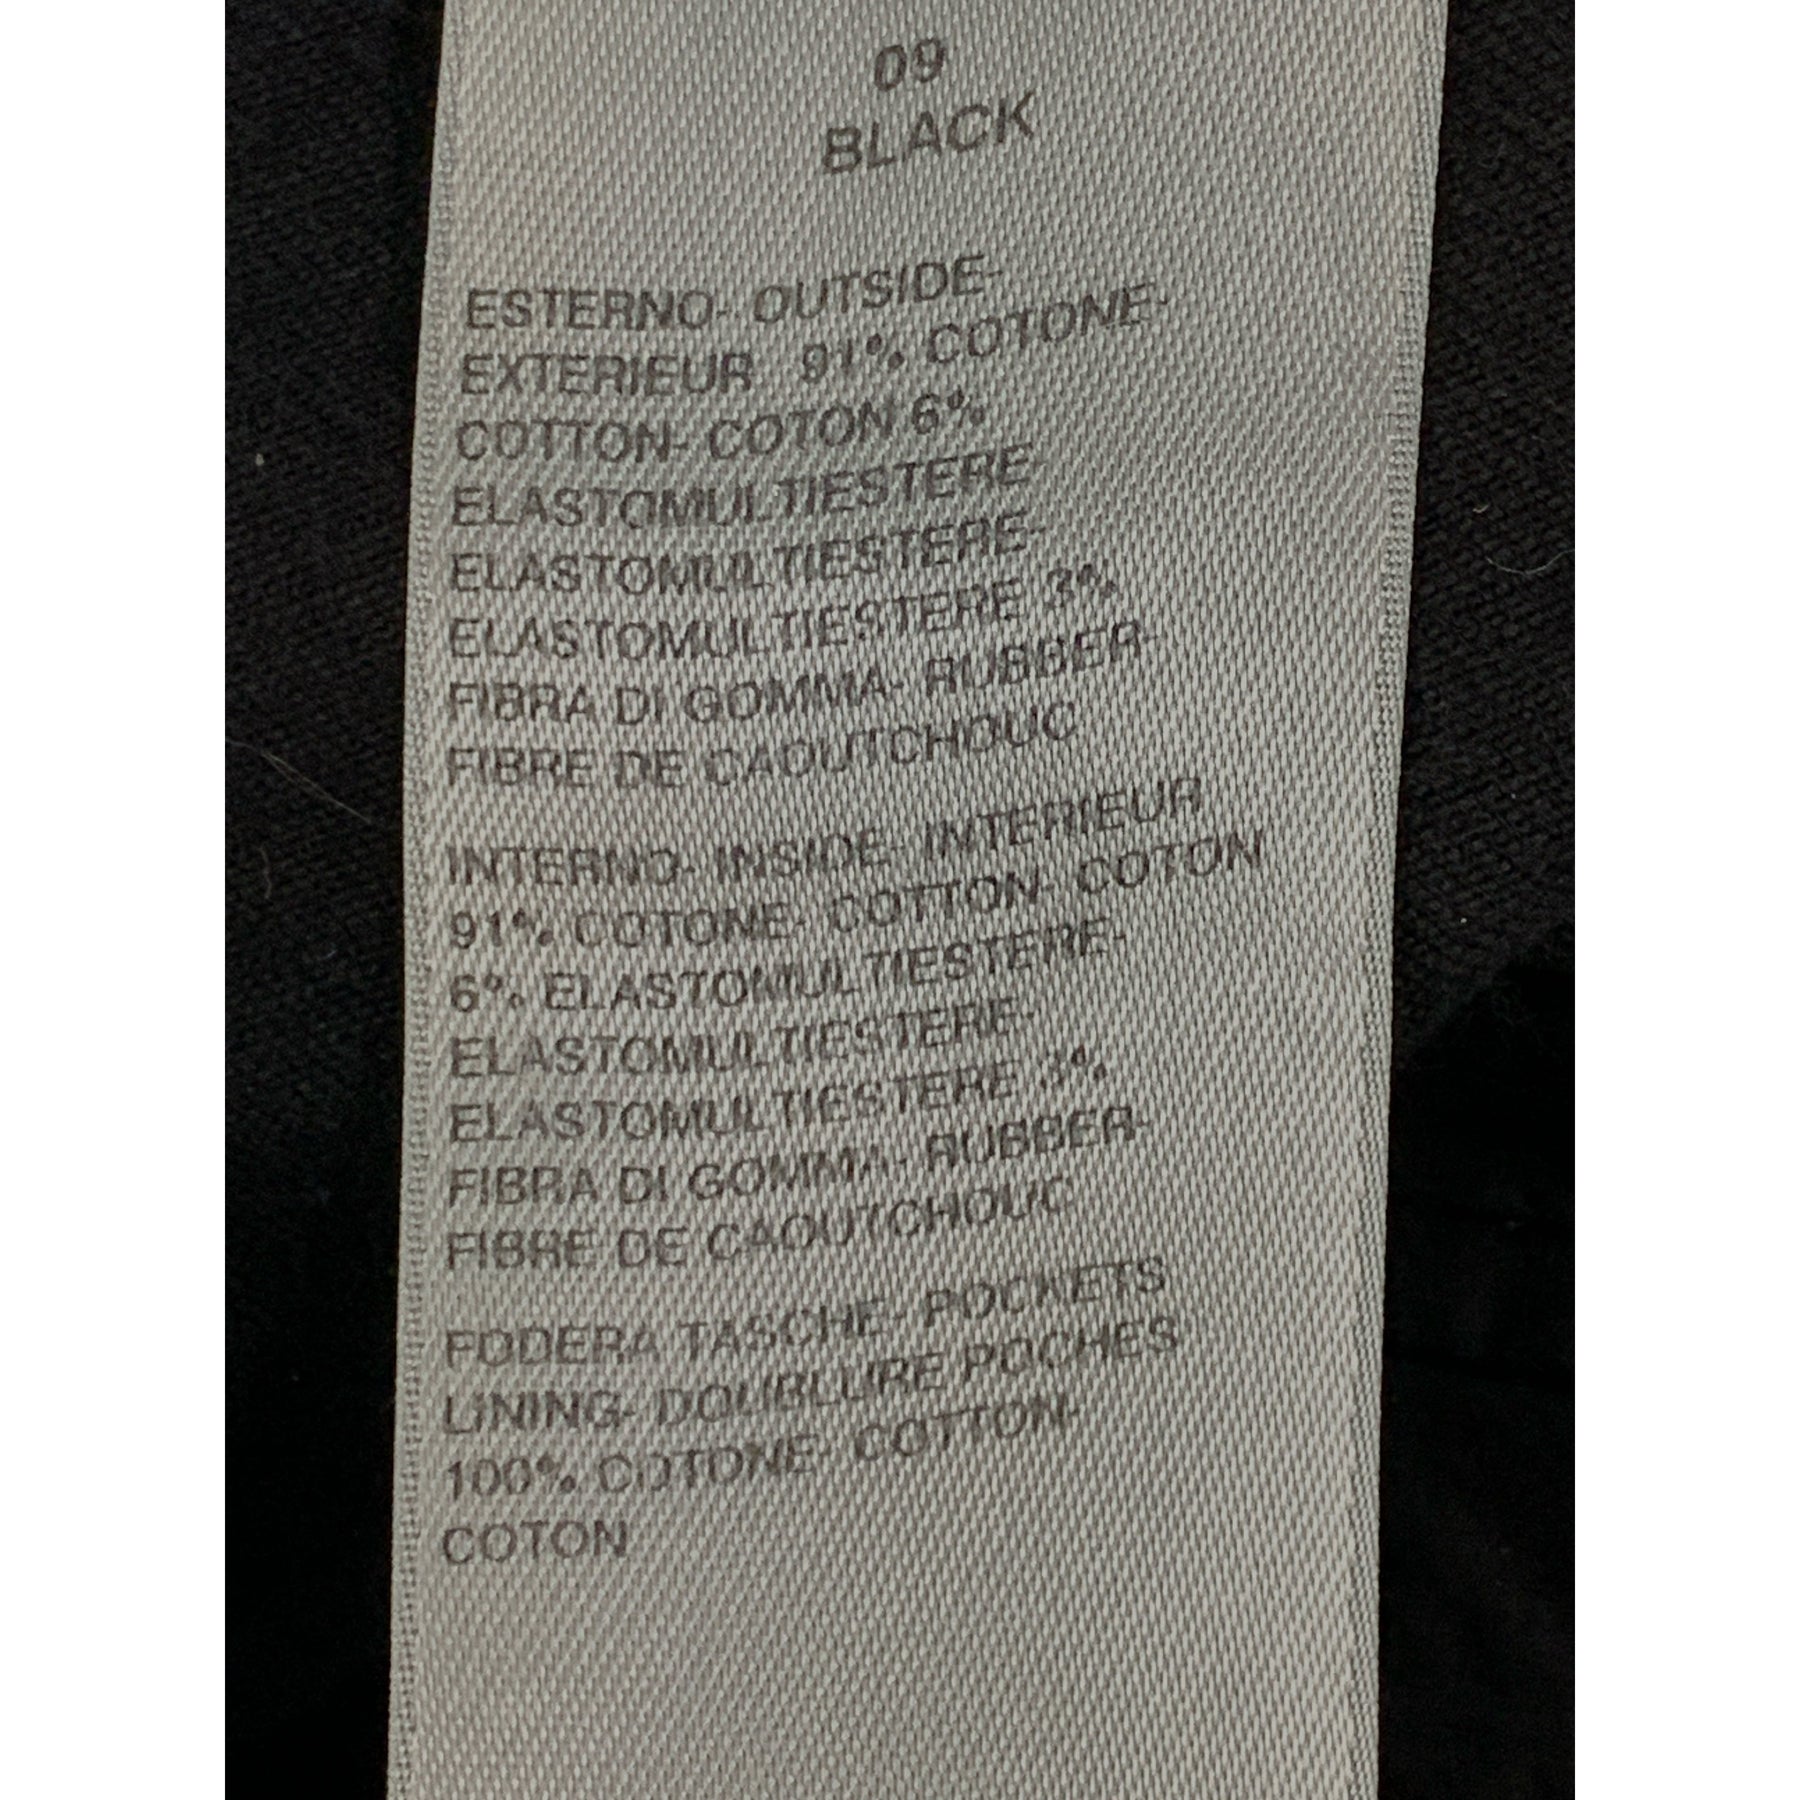 09
BLACK
ESTERNO- OUTSIDE-
EXTERIEUR 91% COTONE-
COTTON- COTON 6%
ELASTOMULTIESTERE-
ELASTOMULTIESTERE-
ELASTOMULTIESTERE 3%
FIBRA DI GOMMA- RUBBER-
FIBRE DE CAOUTCHOUC
INTERNO- INSIDE- INTERIEUR
91% COTONE- COTTON- COTON
6% ELASTOMULTIESTERE-
ELASTOMULTIESTERE-
ELASTOMULTIESTERE 3%
FIBRA DI GOMMA- RUBBER-
FIBRE DE CAOUTCHOUC
FODERA TASCHE- POCKETS
LINING- DOUBLURE POCHES
100% COTONE- COTTON-
COTON